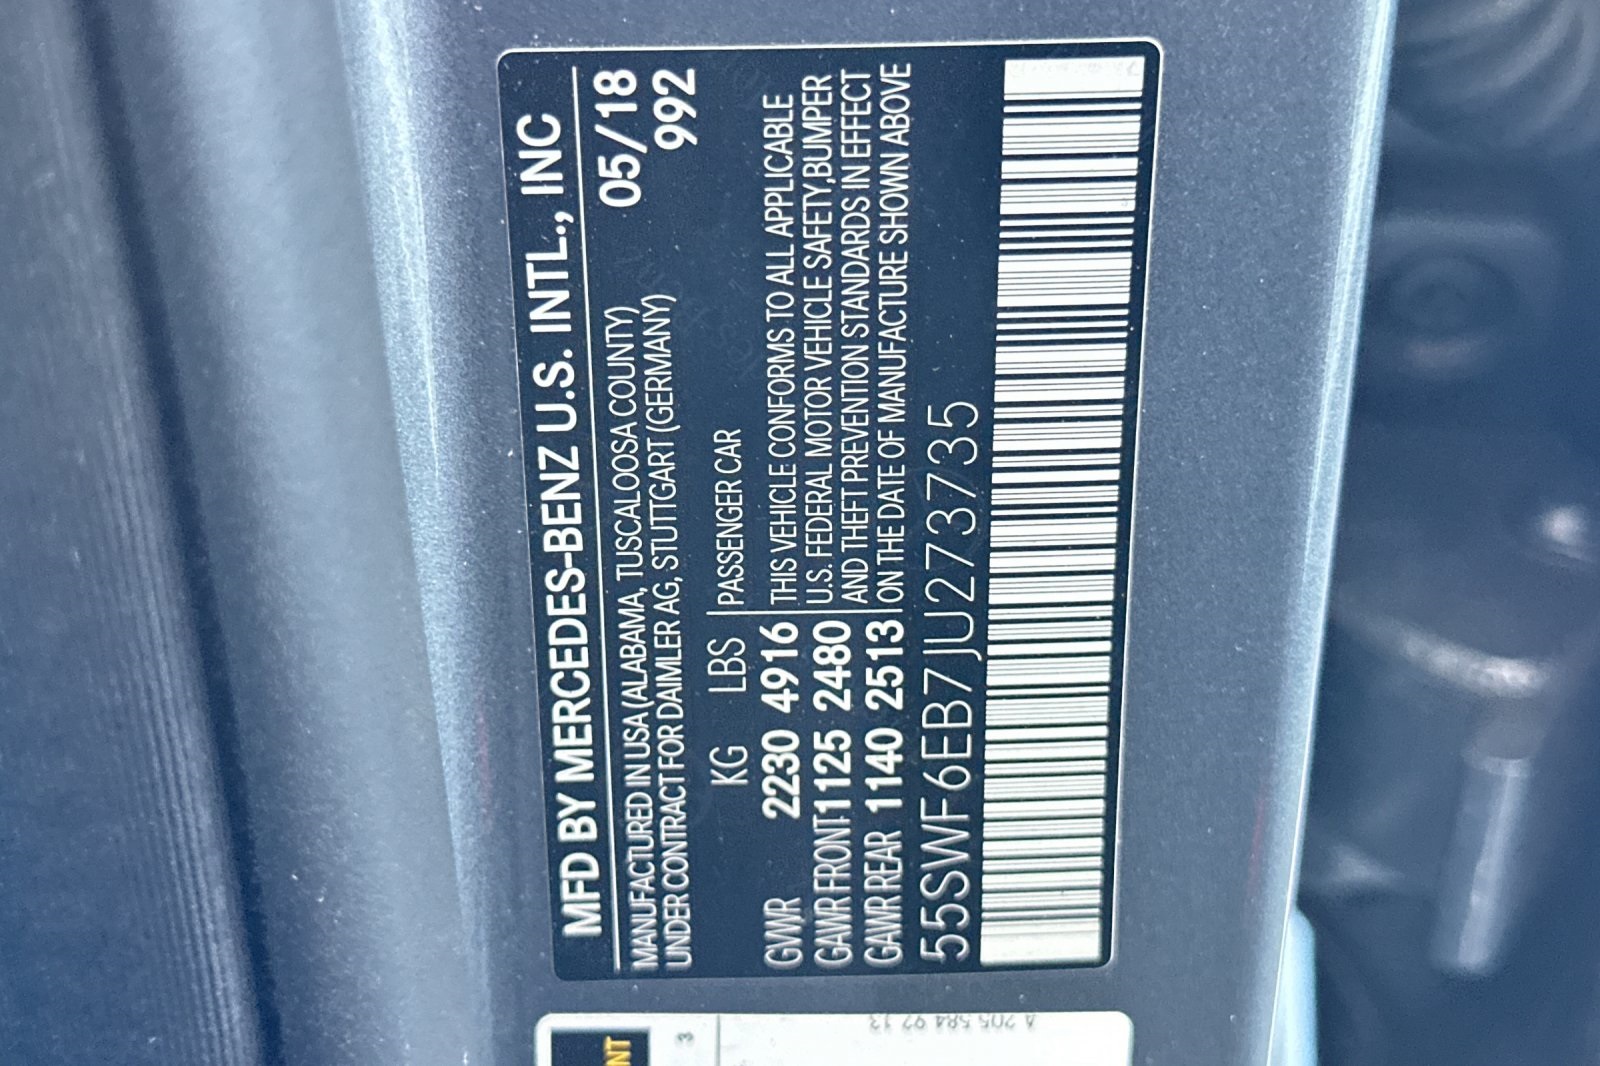 MFD BY MERCEDES-BENZ U.S. INTL., INC
MANUFACTURED IN USA (ALABAMA, TUSCALOOSA COUNTY) 05/18
UNDER CONTRACT FOR DAIMLER AG, STUTTGART (GERMANY) 992
KG LBS PASSENGER CAR
GVWR 2230 4916 THIS VEHICLE CONFORMS TO ALL APPLICABLE
GAWR FRONT 1125 2480 U.S. FEDERAL MOTOR VEHICLE SAFETY,BUMPER
AND THEFT PREVENTION STANDARDS IN EFFECT
GAWR REAR 1140 2513 ON THE DATE OF MANUFACTURE SHOWN ABOVE
55SWF6EB7JU273735
3
A 205 584 92 13